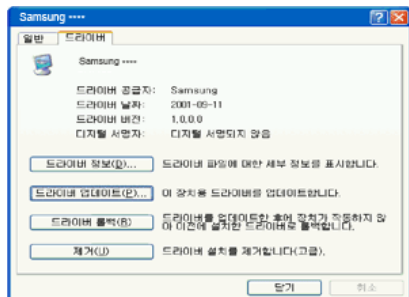 Samsung ----
일반
드라이버
Samsung ----
드라이버 공급자: Samsung
드라이버 날짜: 2001-09-11
드라이버 버전: 1.0.0.0
디지털 서명자: 디지털 서명되지 않음
드라이버 정보(D)... 드라이버 파일에 대한 세부 정보를 표시합니다.
드라이버 업데이트(P)... 이 장치용 드라이버를 업데이트합니다.
드라이버 롤백(R) 드라이버를 업데이트한 후에 장치가 작동하지 않
아 이전에 설치한 드라이버로 롤백합니다.
제거(U) 드라이버 설치를 제거합니다(고급).
닫기
취소